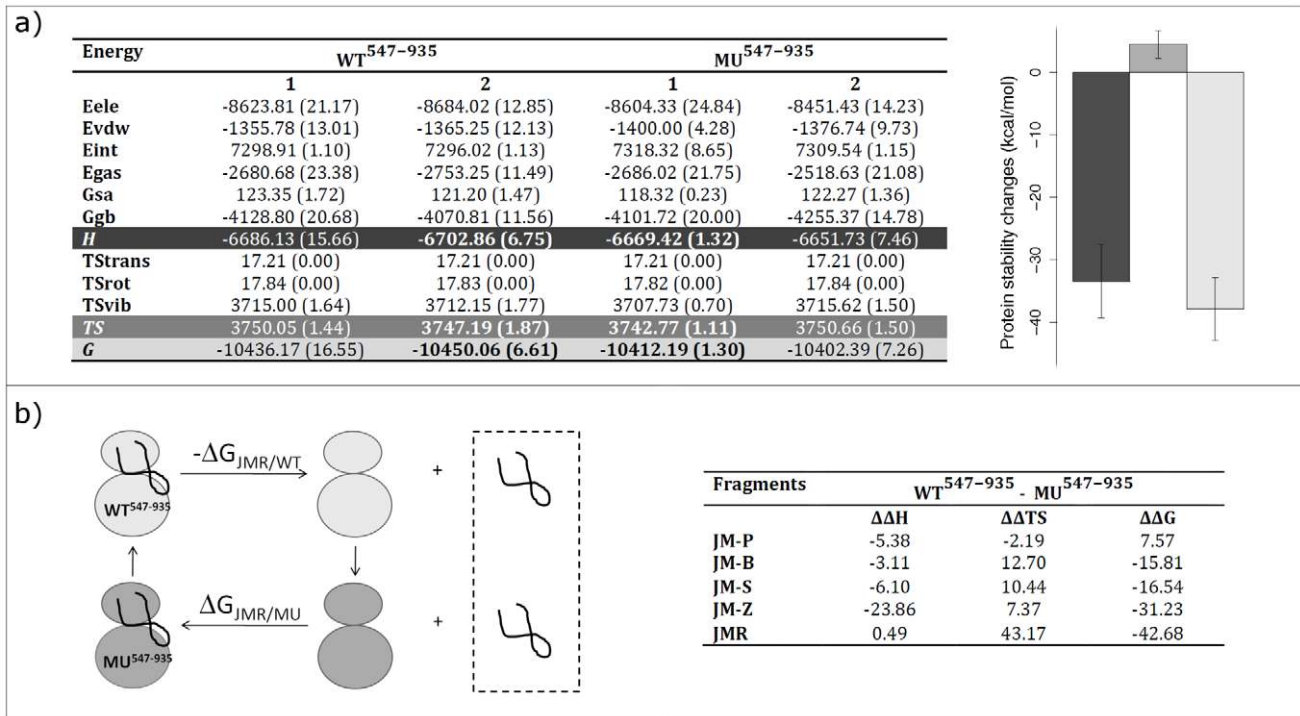 a)
Energy WT547–935 MU547–935
1 2 1 2
Eele -8623.81 (21.17) -8684.02 (12.85) -8604.33 (24.84) -8451.43 (14.23)
Evdw -1355.78 (13.01) -1365.25 (12.13) -1400.00 (4.28) -1376.74 (9.73)
Eint 7298.91 (1.10) 7296.02 (1.13) 7318.32 (8.65) 7309.54 (1.15)
Egas -2680.68 (23.38) -2753.25 (11.49) -2686.02 (21.75) -2518.63 (21.08)
Gsa 123.35 (1.72) 121.20 (1.47) 118.32 (0.23) 122.27 (1.36)
Ggb -4128.80 (20.68) -4070.81 (11.56) -4101.72 (20.00) -4255.37 (14.78)
H -6686.13 (15.66) -6702.86 (6.75) -6669.42 (1.32) -6651.73 (7.46)
TStrans 17.21 (0.00) 17.21 (0.00) 17.21 (0.00) 17.21 (0.00)
TSrot 17.84 (0.00) 17.83 (0.00) 17.82 (0.00) 17.84 (0.00)
TSvib 3715.00 (1.64) 3712.15 (1.77) 3707.73 (0.70) 3715.62 (1.50)
TS 3750.05 (1.44) 3747.19 (1.87) 3742.77 (1.11) 3750.66 (1.50)
G -10436.17 (16.55) -10450.06 (6.61) -10412.19 (1.30) -10402.39 (7.26)
Protein stability changes (kcal/mol)
0
-10
-20
-30
-40
b)
WT547-935
-ΔG JMR/WT
+
MU547-935
ΔG JMR/MU
+
Fragments WT547–935 - MU547–935
ΔΔH ΔΔTS ΔΔG
JM-P -5.38 -2.19 7.57
JM-B -3.11 12.70 -15.81
JM-S -6.10 10.44 -16.54
JM-Z -23.86 7.37 -31.23
JMR 0.49 43.17 -42.68